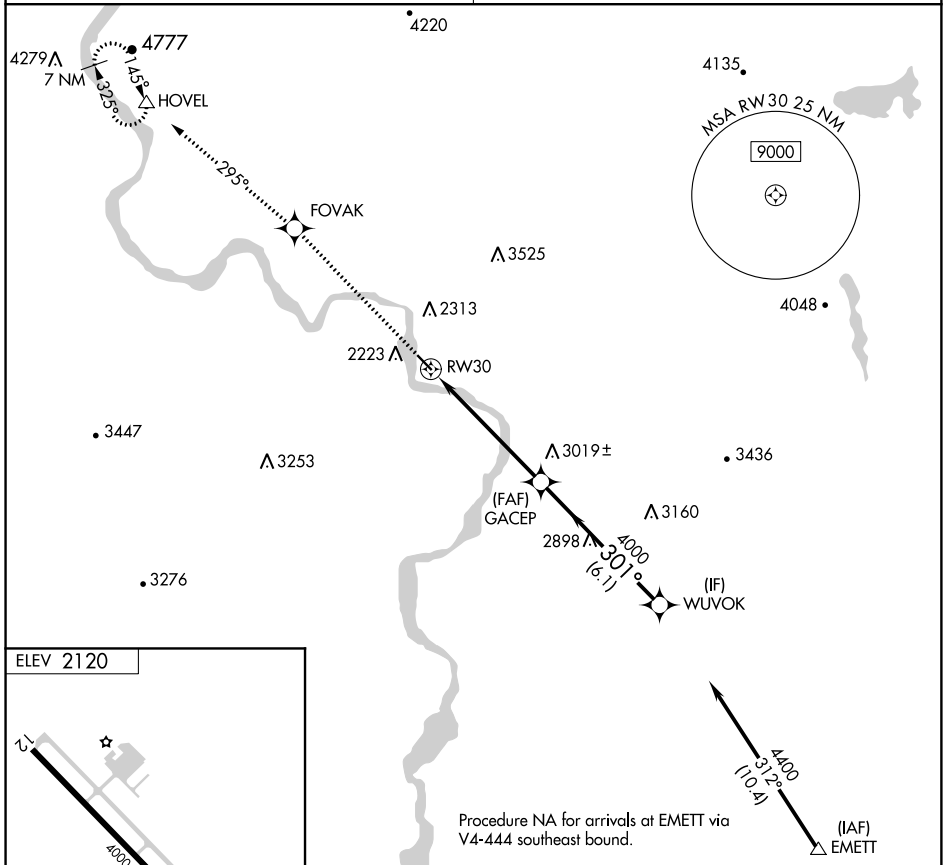 4220
4777
4279
7 NM
145°
325°
HOVEL
4135
MSA RW30 25 NM
9000
295°
FOVAK
3525
2313
4048
2223
RW30
3447
3253
3019±
3436
(FAF)
GACEP
3160
2898
4000
301°
(6.1)
(IF)
WUVOK
3276
ELEV 2120
12
4000
4400
312°
(10.4)
Procedure NA for arrivals at EMETT via
V4-444 southeast bound.
(IAF)
EMETT